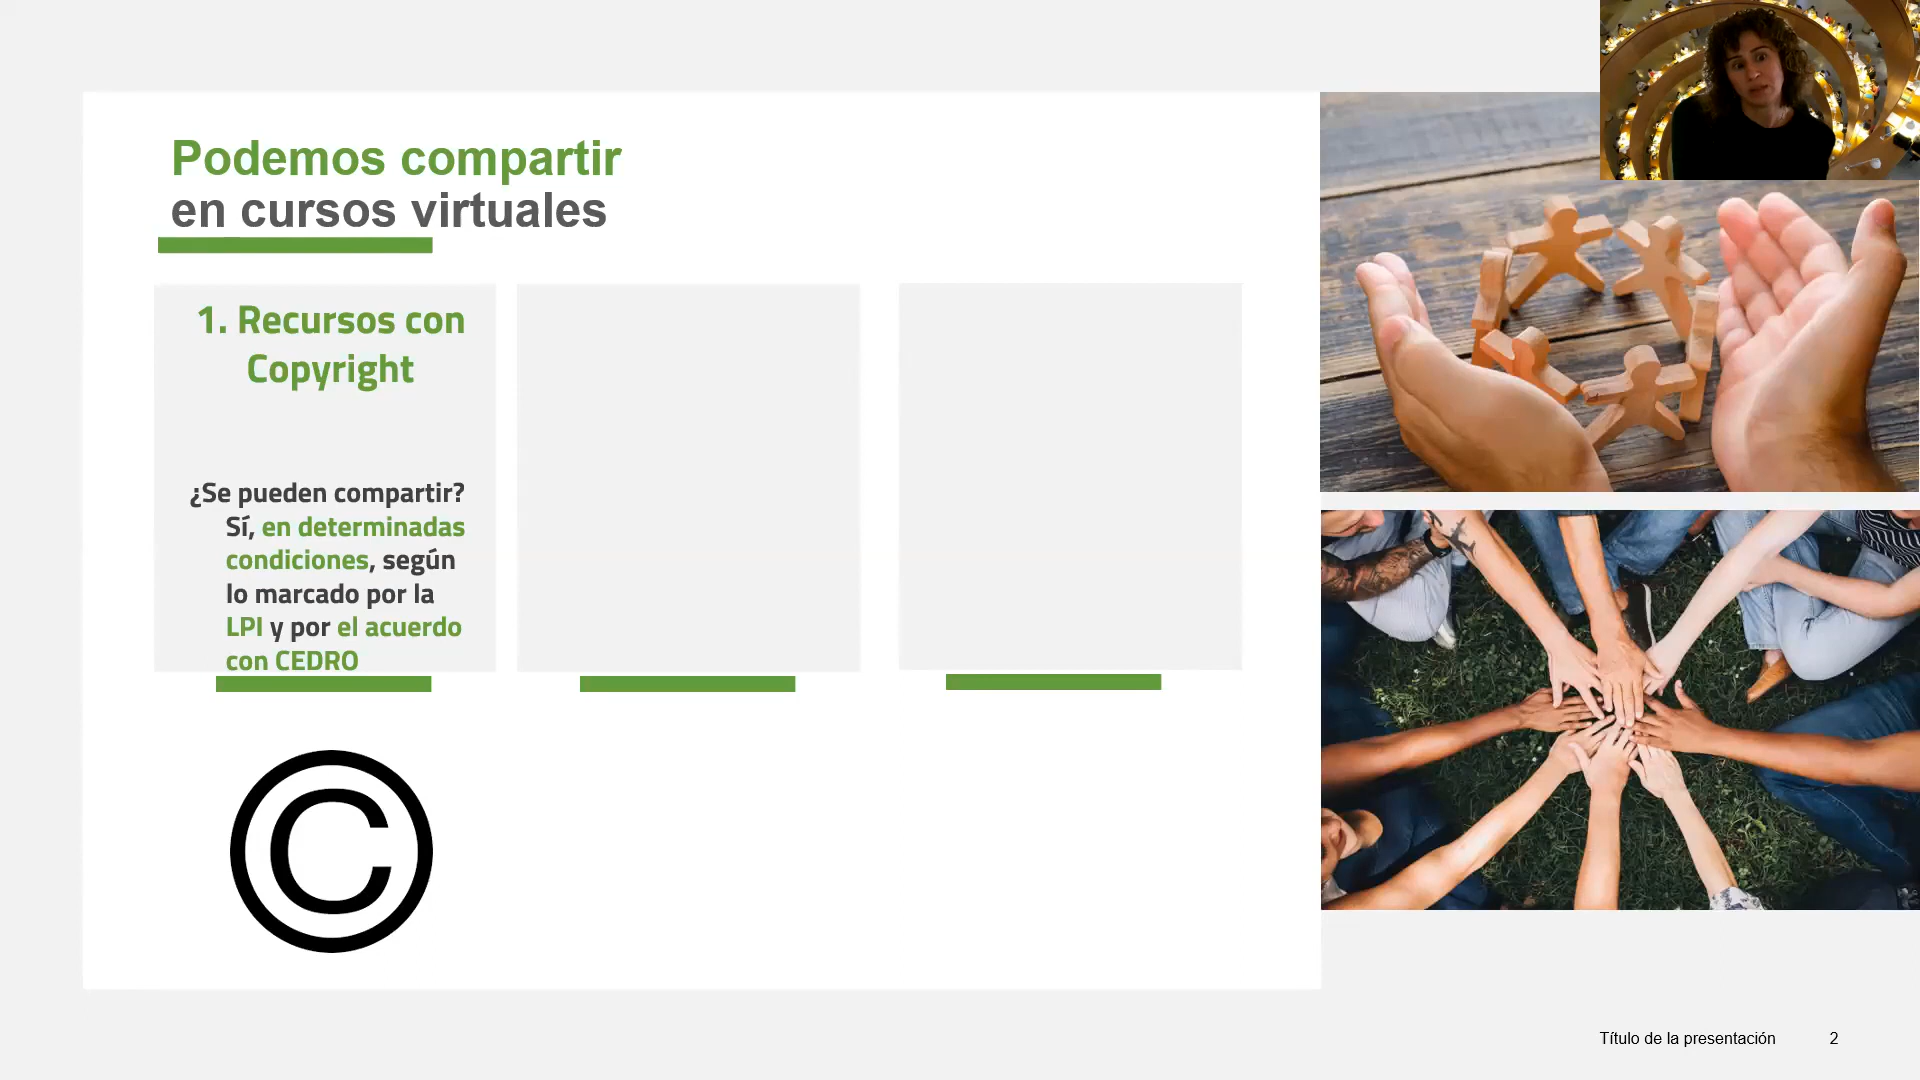 Podemos compartir
en cursos virtuales
1. Recursos con
Copyright
¿Se pueden compartir?
Sí, en determinadas
condiciones, según
lo marcado por la
LPI y por el acuerdo
con CEDRO
©
Título de la presentación 2